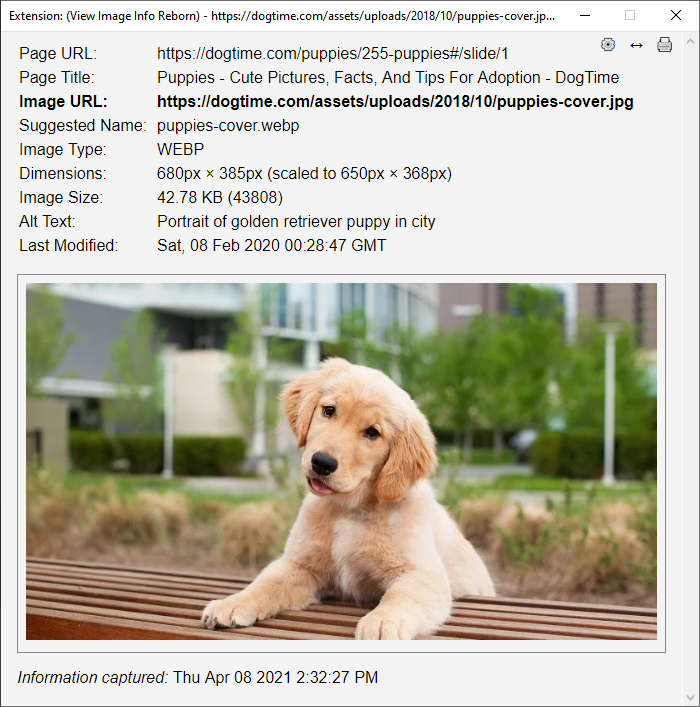 Extension: (View Image Info Reborn) - https://dogtime.com/assets/uploads/2018/10/puppies-cover.jp...
Page URL: https://dogtime.com/puppies/255-puppies#/slide/1
Page Title: Puppies - Cute Pictures, Facts, And Tips For Adoption - DogTime
Image URL: https://dogtime.com/assets/uploads/2018/10/puppies-cover.jpg
Suggested Name: puppies-cover.webp
Image Type: WEBP
Dimensions: 680px × 385px (scaled to 650px × 368px)
Image Size: 42.78 KB (43808)
Alt Text: Portrait of golden retriever puppy in city
Last Modified: Sat, 08 Feb 2020 00:28:47 GMT
Information captured: Thu Apr 08 2021 2:32:27 PM